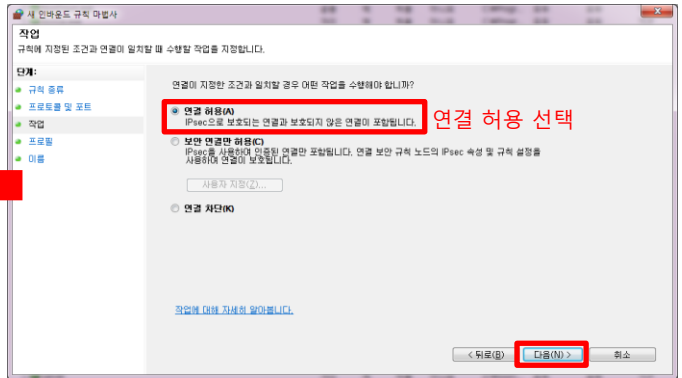 새 인바운드 규칙 마법사
작업
규칙에 지정된 조건과 연결이 일치할 때 수행할 작업을 지정합니다.
단계:
규칙 종류
프로토콜 및 포트
작업
프로필
이름
연결이 지정한 조건과 일치할 경우 어떤 작업을 수행해야 합니까?
연결 허용(A)
IPsec으로 보호되는 연결과 보호되지 않은 연결이 포함됩니다.
연결 허용 선택
보안 연결만 허용(C)
IPsec을 사용하여 인증된 연결만 포함됩니다. 연결 보안 규칙 노드의 IPsec 속성 및 규칙 설정을
사용하여 연결이 보호됩니다.
사용자 지정(Z)...
연결 차단(K)
작업에 대해 자세히 알아봅니다.
< 뒤로(B)
다음(N) >
취소